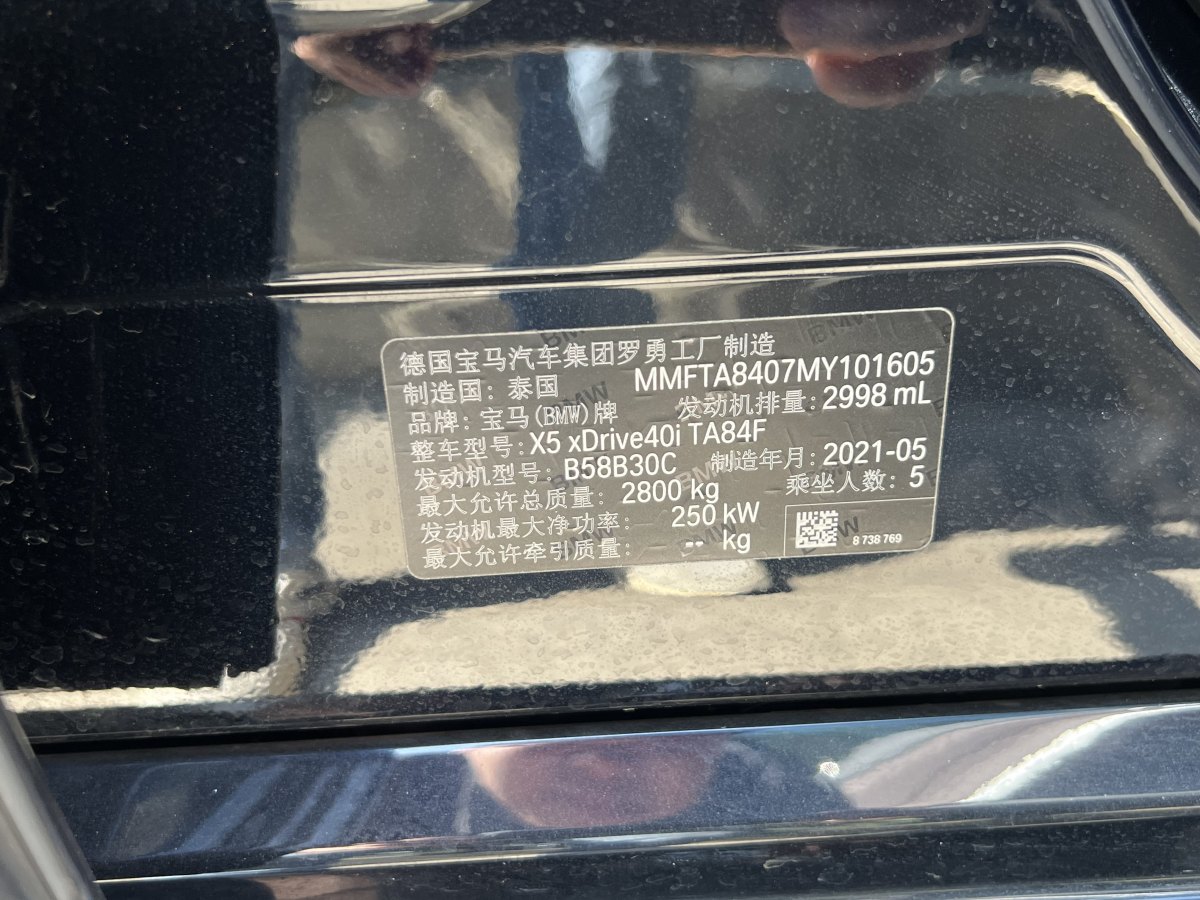 德国宝马汽车集团罗勇工厂制造
制造国: 泰国 MMFTA8407MY101605
品牌: 宝马(BMW)牌 发动机排量: 2998 mL
整车型号: X5 xDrive40i TA84F
发动机型号: B58B30C 制造年月: 2021-05
最大允许总质量: 2800 kg 乘坐人数: 5
发动机最大净功率: 250 kW
最大允许牵引质量: -- kg
8 738 769